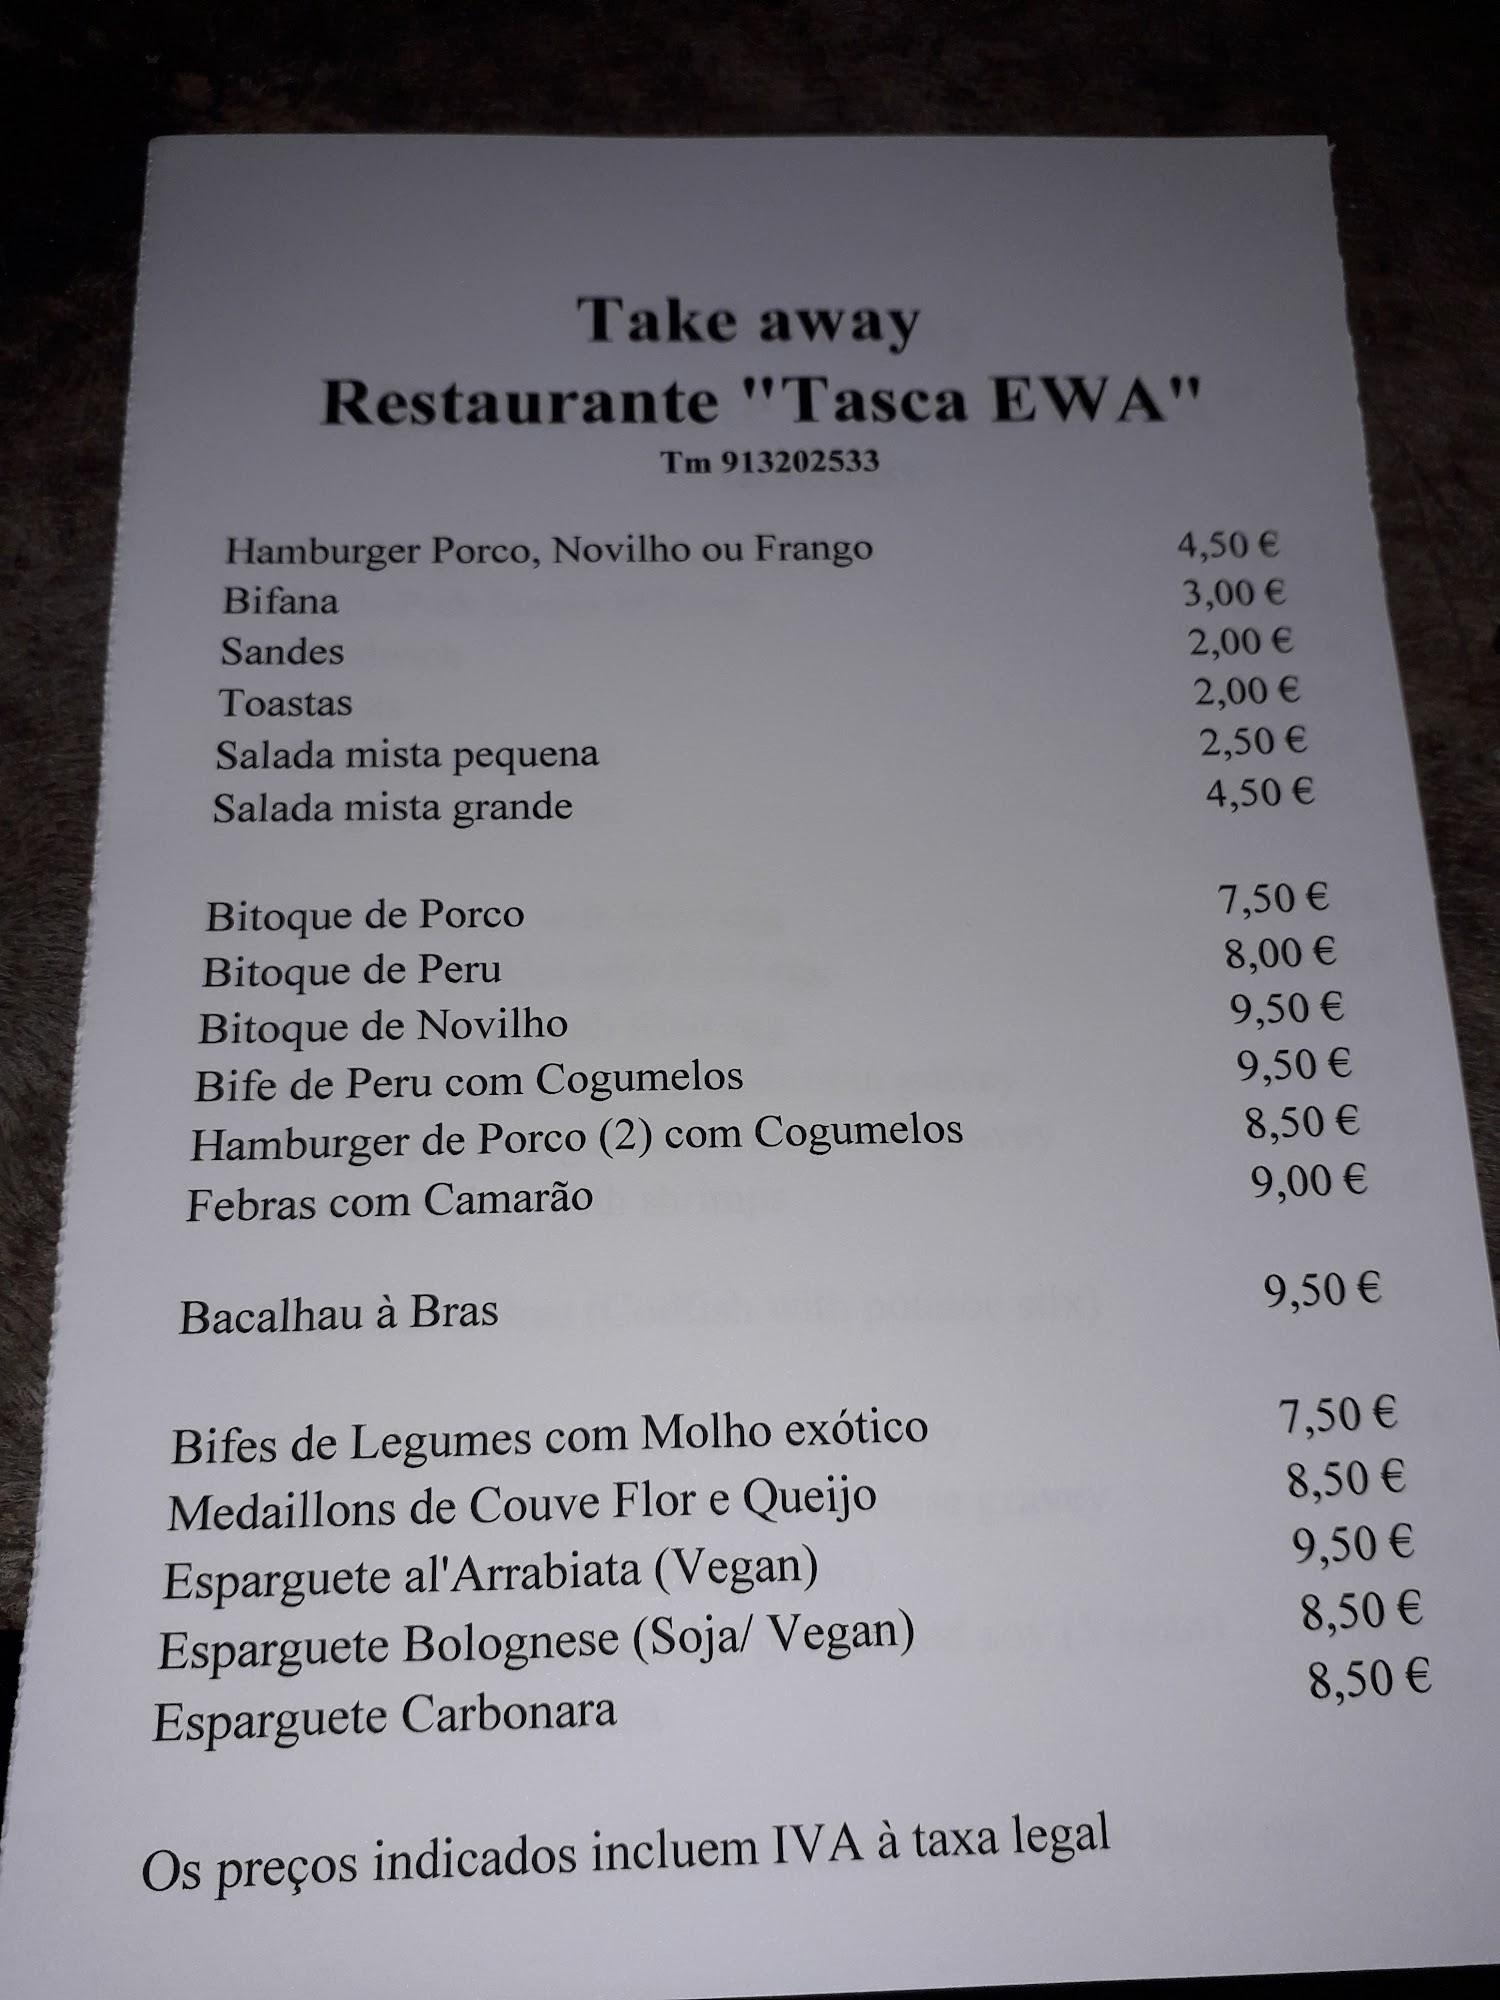 Take away
Restaurante "Tasca EWA"
Tm 913202533
Hamburger Porco, Novilho ou Frango 4,50 €
Bifana 3,00 €
Sandes 2,00 €
Toastas 2,00 €
Salada mista pequena 2,50 €
Salada mista grande 4,50 €
Bitoque de Porco 7,50 €
Bitoque de Peru 8,00 €
Bitoque de Novilho 9,50 €
Bife de Peru com Cogumelos 9,50 €
Hamburger de Porco (2) com Cogumelos 8,50 €
Febras com Camarão 9,00 €
Bacalhau à Bras 9,50 €
Bifes de Legumes com Molho exótico 7,50 €
Medaillons de Couve Flor e Queijo 8,50 €
Esparguete al'Arrabiata (Vegan) 9,50 €
Esparguete Bolognese (Soja/ Vegan) 8,50 €
Esparguete Carbonara 8,50 €
Os preços indicados incluem IVA à taxa legal